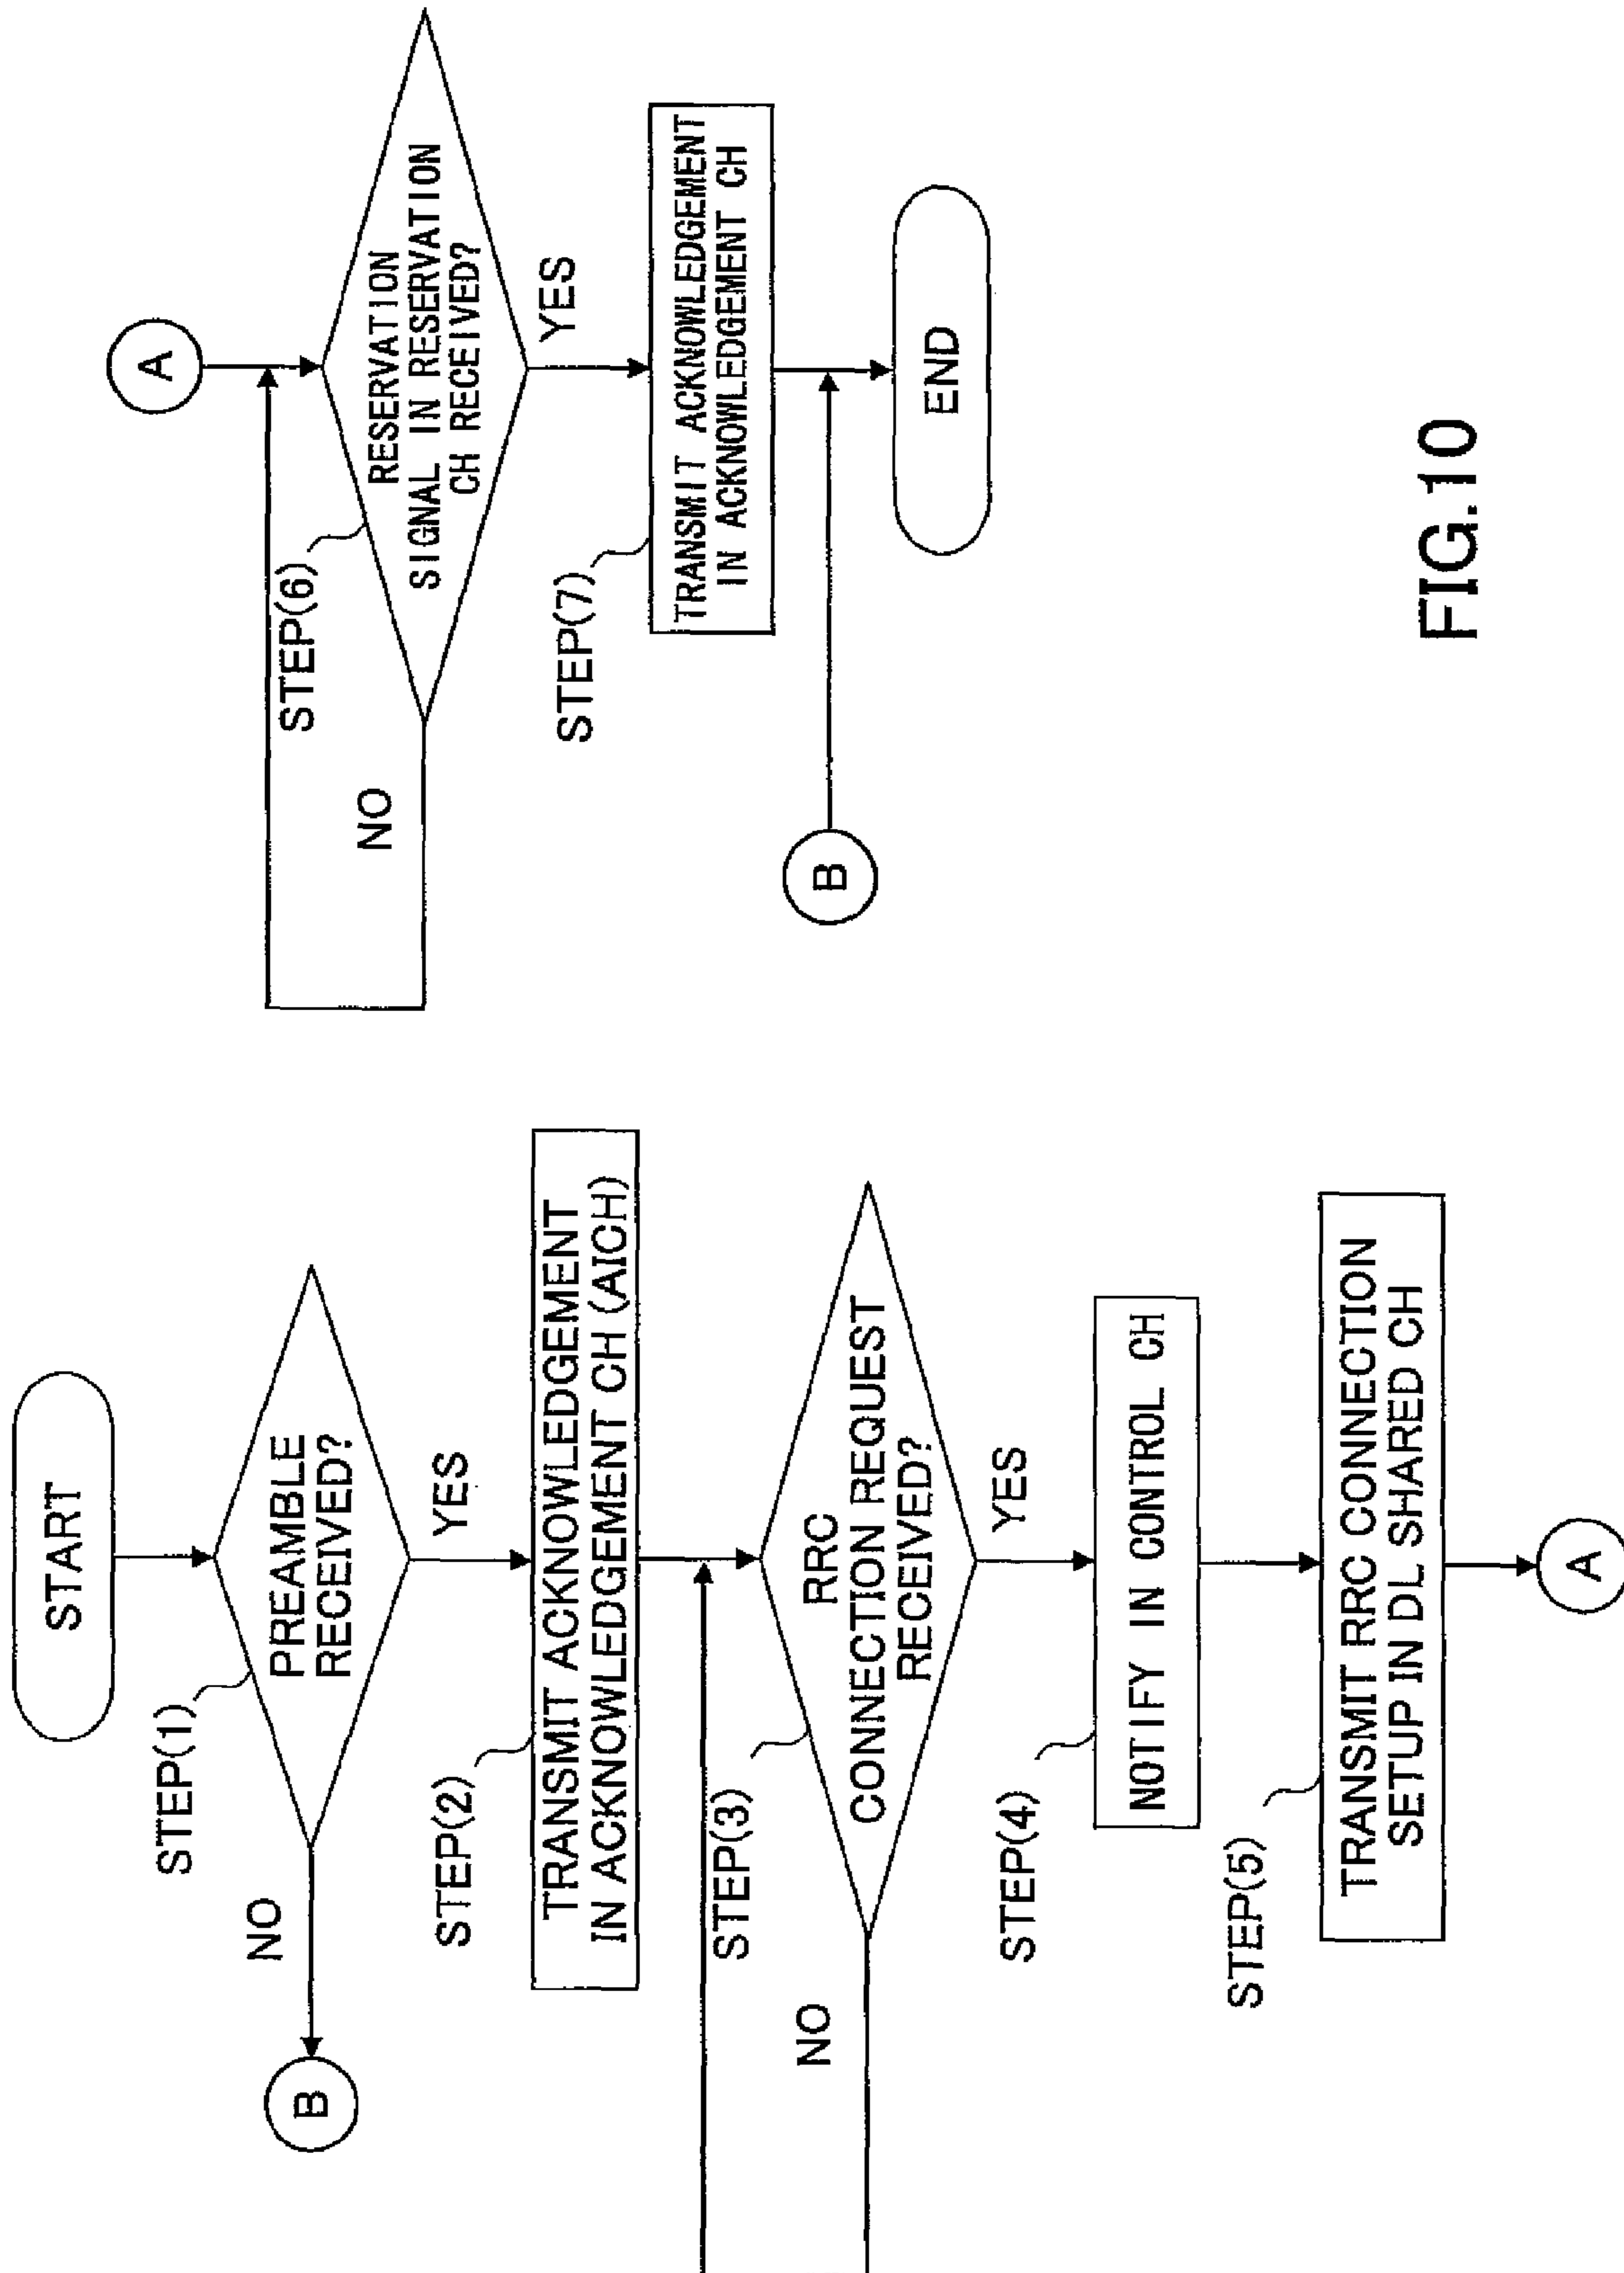 START
STEP(1)
PREAMBLE
RECEIVED?
NO
B
YES
STEP(2)
TRANSMIT ACKNOWLEDGEMENT
IN ACKNOWLEDGEMENT CH (AICH)
STEP(3)
RRC
CONNECTION REQUEST
RECEIVED?
NO
YES
STEP(4)
NOTIFY IN CONTROL CH
STEP(5)
TRANSMIT RRC CONNECTION
SETUP IN DL SHARED CH
A
A
STEP(6)
RESERVATION
SIGNAL IN RESERVATION
CH RECEIVED?
NO
YES
STEP(7)
TRANSMIT ACKNOWLEDGEMENT
IN ACKNOWLEDGEMENT CH
B
END
FIG.10